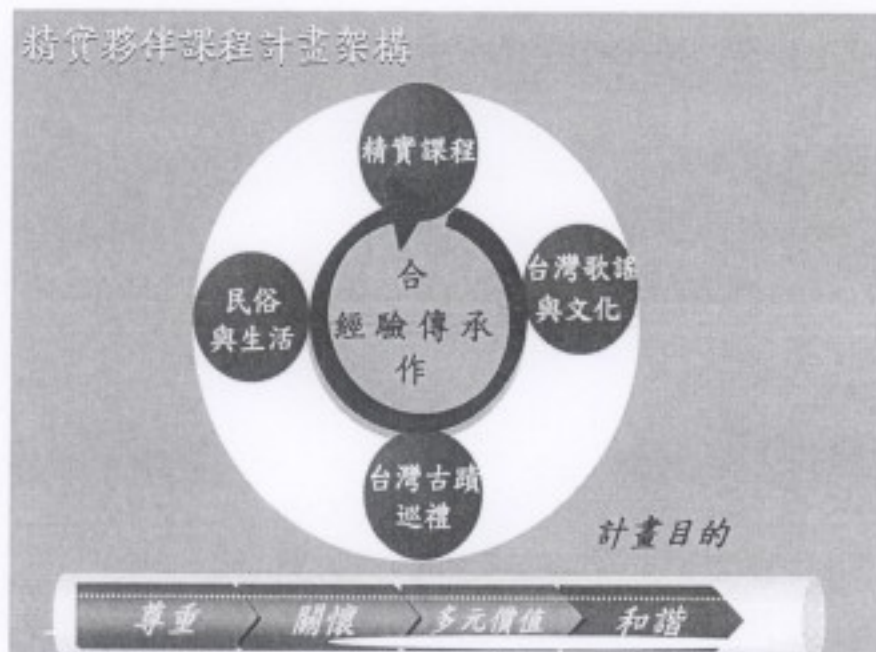 精實夥伴課程計畫架構
精實課程
台灣歌謠
與文化
合
經驗傳承
作
民俗
與生活
台灣古蹟
巡禮
計畫目的
尊重
關懷
多元價值
和諧